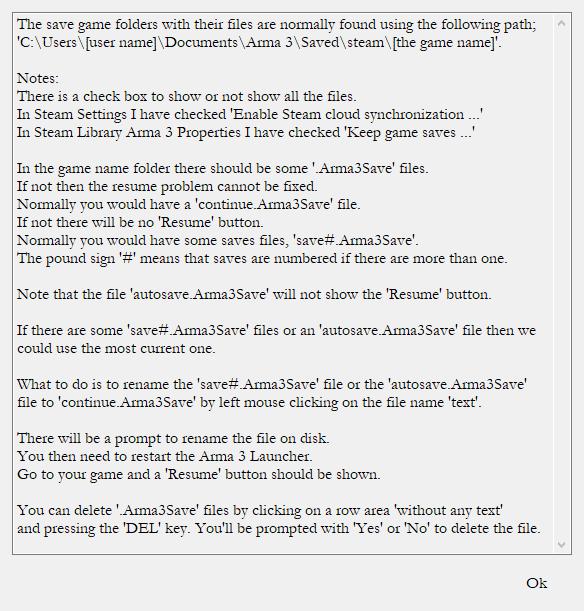 The save game folders with their files are normally found using the following path;
'C:\Users\[user name]\Documents\Arma 3\Saved\steam\[the game name]'.
Notes:
There is a check box to show or not show all the files.
In Steam Settings I have checked 'Enable Steam cloud synchronization ...'
In Steam Library Arma 3 Properties I have checked 'Keep game saves ...'
In the game name folder there should be some '.Arma3Save' files.
If not then the resume problem cannot be fixed.
Normally you would have a 'continue.Arma3Save' file.
If not there will be no 'Resume' button.
Normally you would have some saves files, 'save#.Arma3Save'.
The pound sign '#' means that saves are numbered if there are more than one.
Note that the file 'autosave.Arma3Save' will not show the 'Resume' button.
If there are some 'save#.Arma3Save' files or an 'autosave.Arma3Save' file then we
could use the most current one.
What to do is to rename the 'save#.Arma3Save' file or the 'autosave.Arma3Save'
file to 'continue.Arma3Save' by left mouse clicking on the file name 'text'.
There will be a prompt to rename the file on disk.
You then need to restart the Arma 3 Launcher.
Go to your game and a 'Resume' button should be shown.
You can delete '.Arma3Save' files by clicking on a row area 'without any text'
and pressing the 'DEL' key. You'll be prompted with 'Yes' or 'No' to delete the file.
Ok